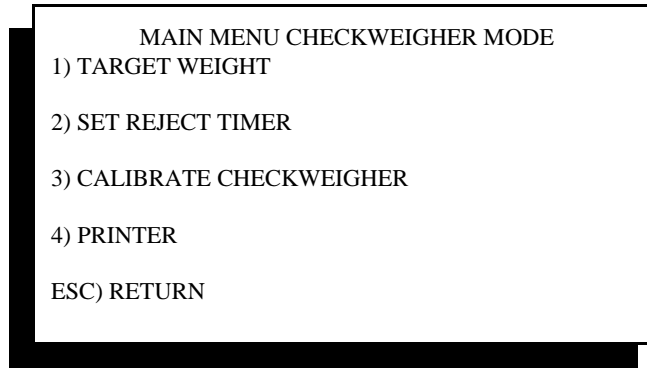 MAIN MENU CHECKWEIGHER MODE
1) TARGET WEIGHT
2) SET REJECT TIMER
3) CALIBRATE CHECKWEIGHER
4) PRINTER
ESC) RETURN